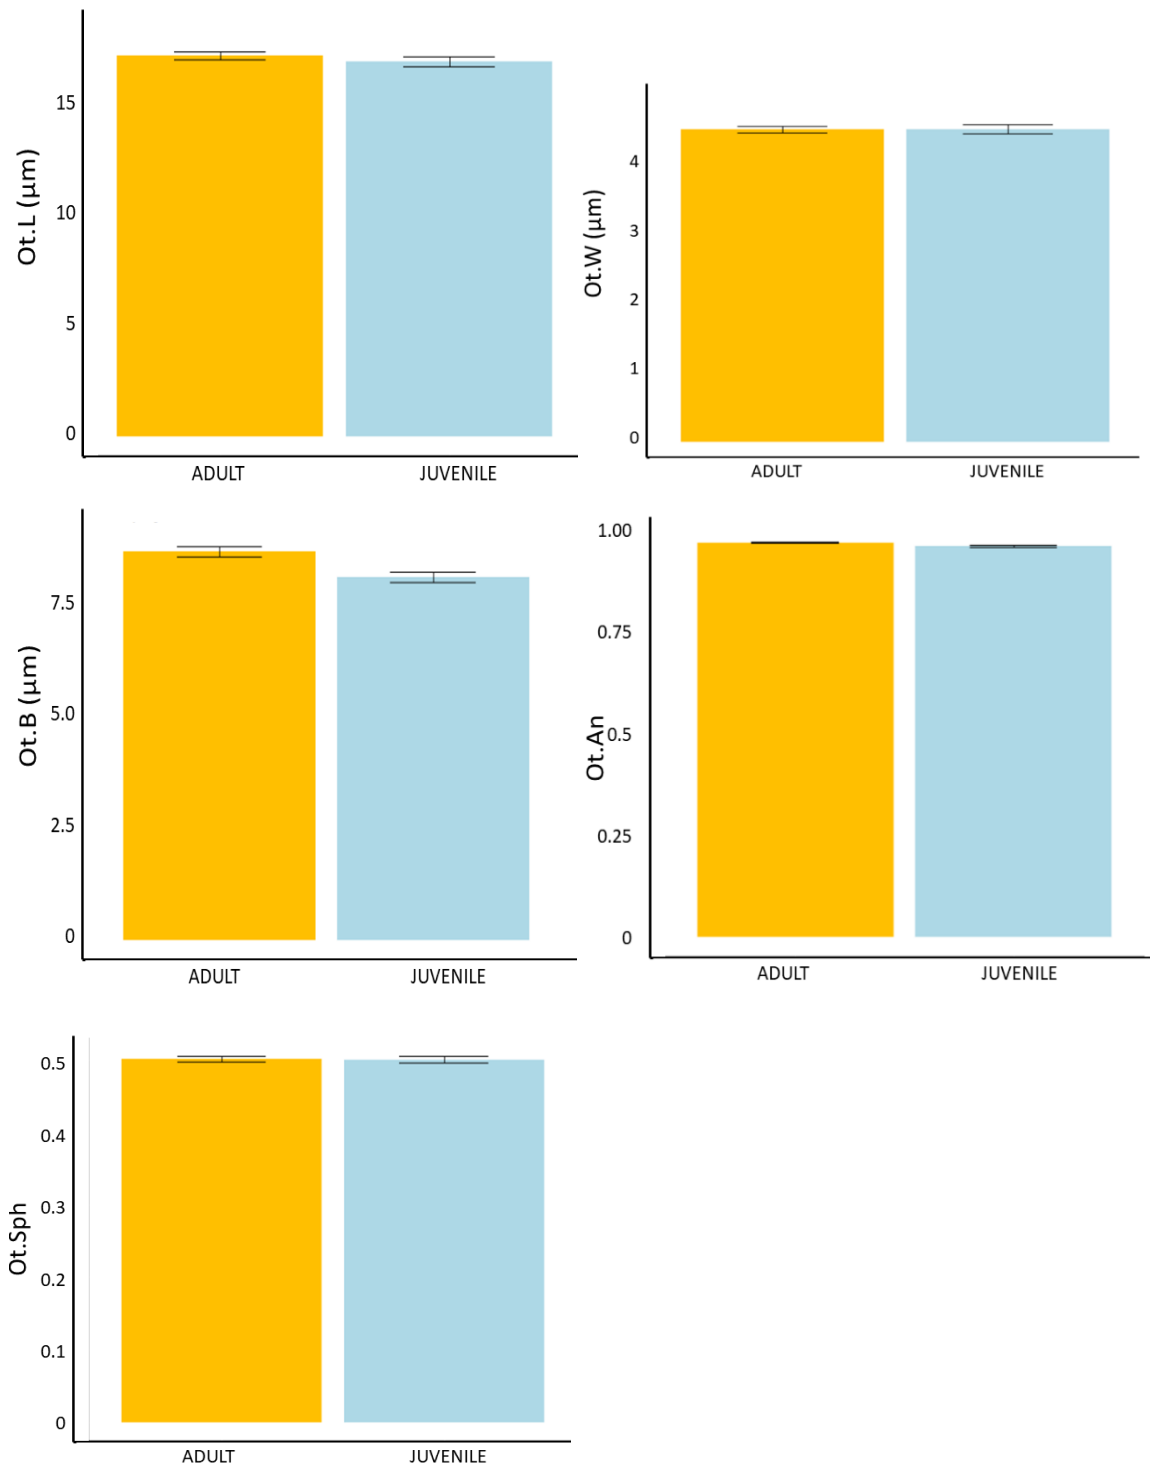 Ot.L (μm)
15
10
5
0
ADULT JUVENILE
Ot.W (μm)
4
3
2
1
0
ADULT JUVENILE
Ot.B (μm)
7.5
5.0
2.5
0
ADULT JUVENILE
Ot.An
1.00
0.75
0.5
0.25
0
ADULT JUVENILE
Ot.Sph
0.5
0.4
0.3
0.2
0.1
0
ADULT JUVENILE